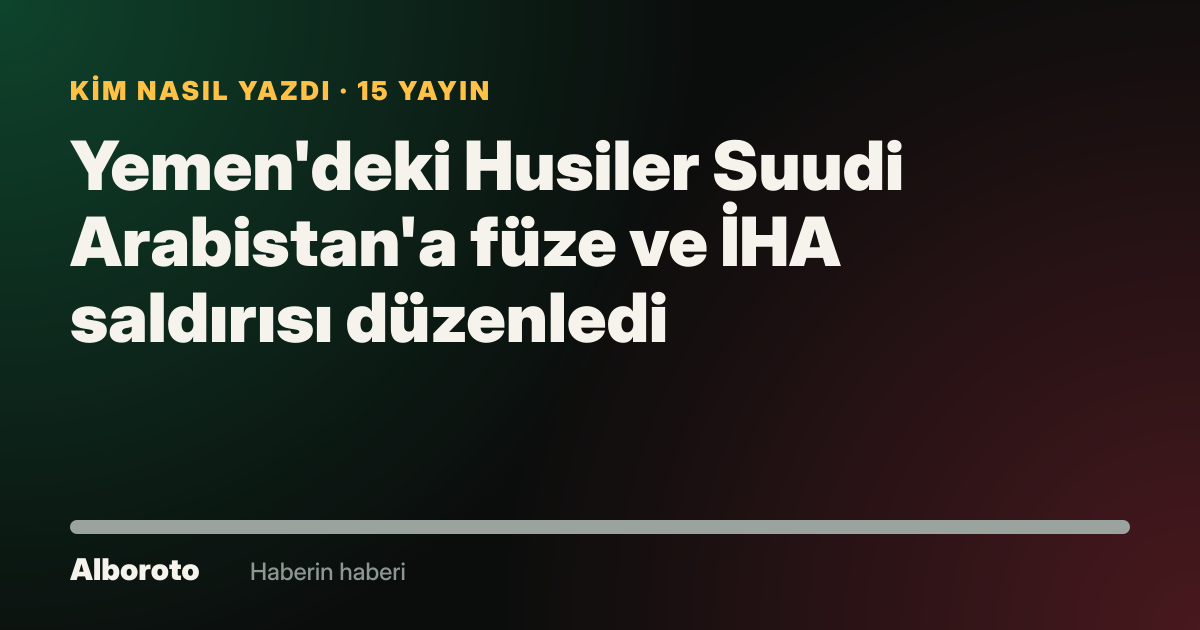 KİM NASIL YAZDI · 15 YAYIN
Yemen'deki Husiler Suudi
Arabistan'a füze ve İHA
saldırısı düzenledi
Alboroto
Haberin haberi